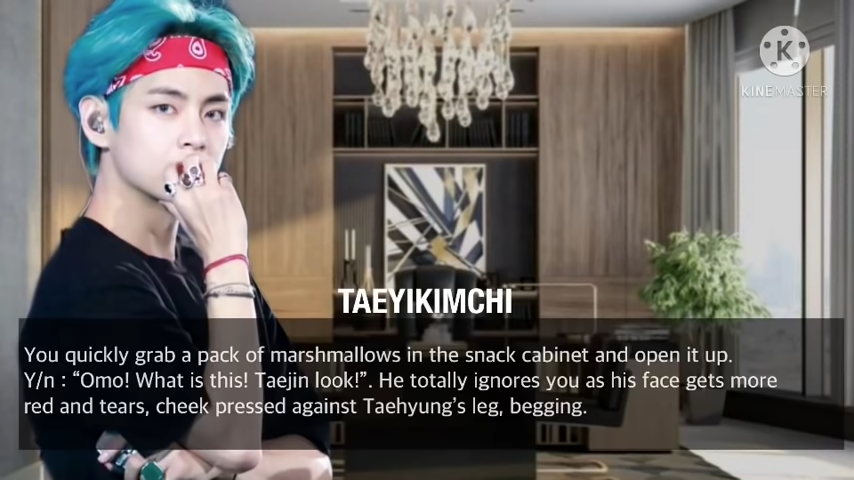 KINEMASTER
TAEYIKIMCHI
You quickly grab a pack of marshmallows in the snack cabinet and open it up.
Y/n : “Omo! What is this! Taejin look!”. He totally ignores you as his face gets more
red and tears, cheek pressed against Taehyung’s leg, begging.